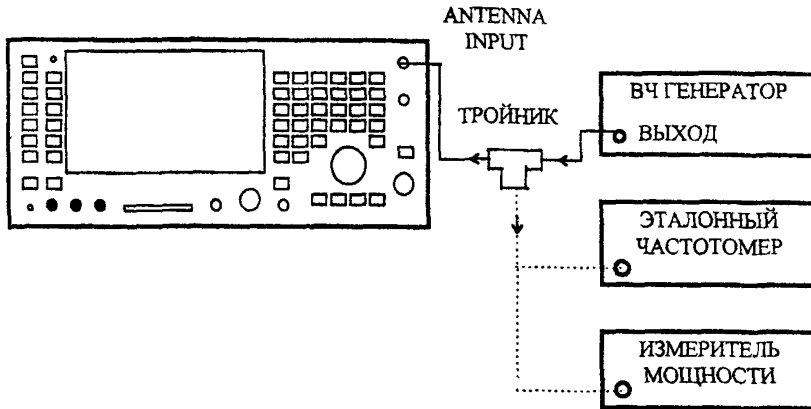 ANTENNA
INPUT
ТРОЙНИК
ВЧ ГЕНЕРАТОР
ВЫХОД
ЭТАЛОННЫЙ
ЧАСТОТОМЕР
ИЗМЕРИТЕЛЬ
МОЩНОСТИ